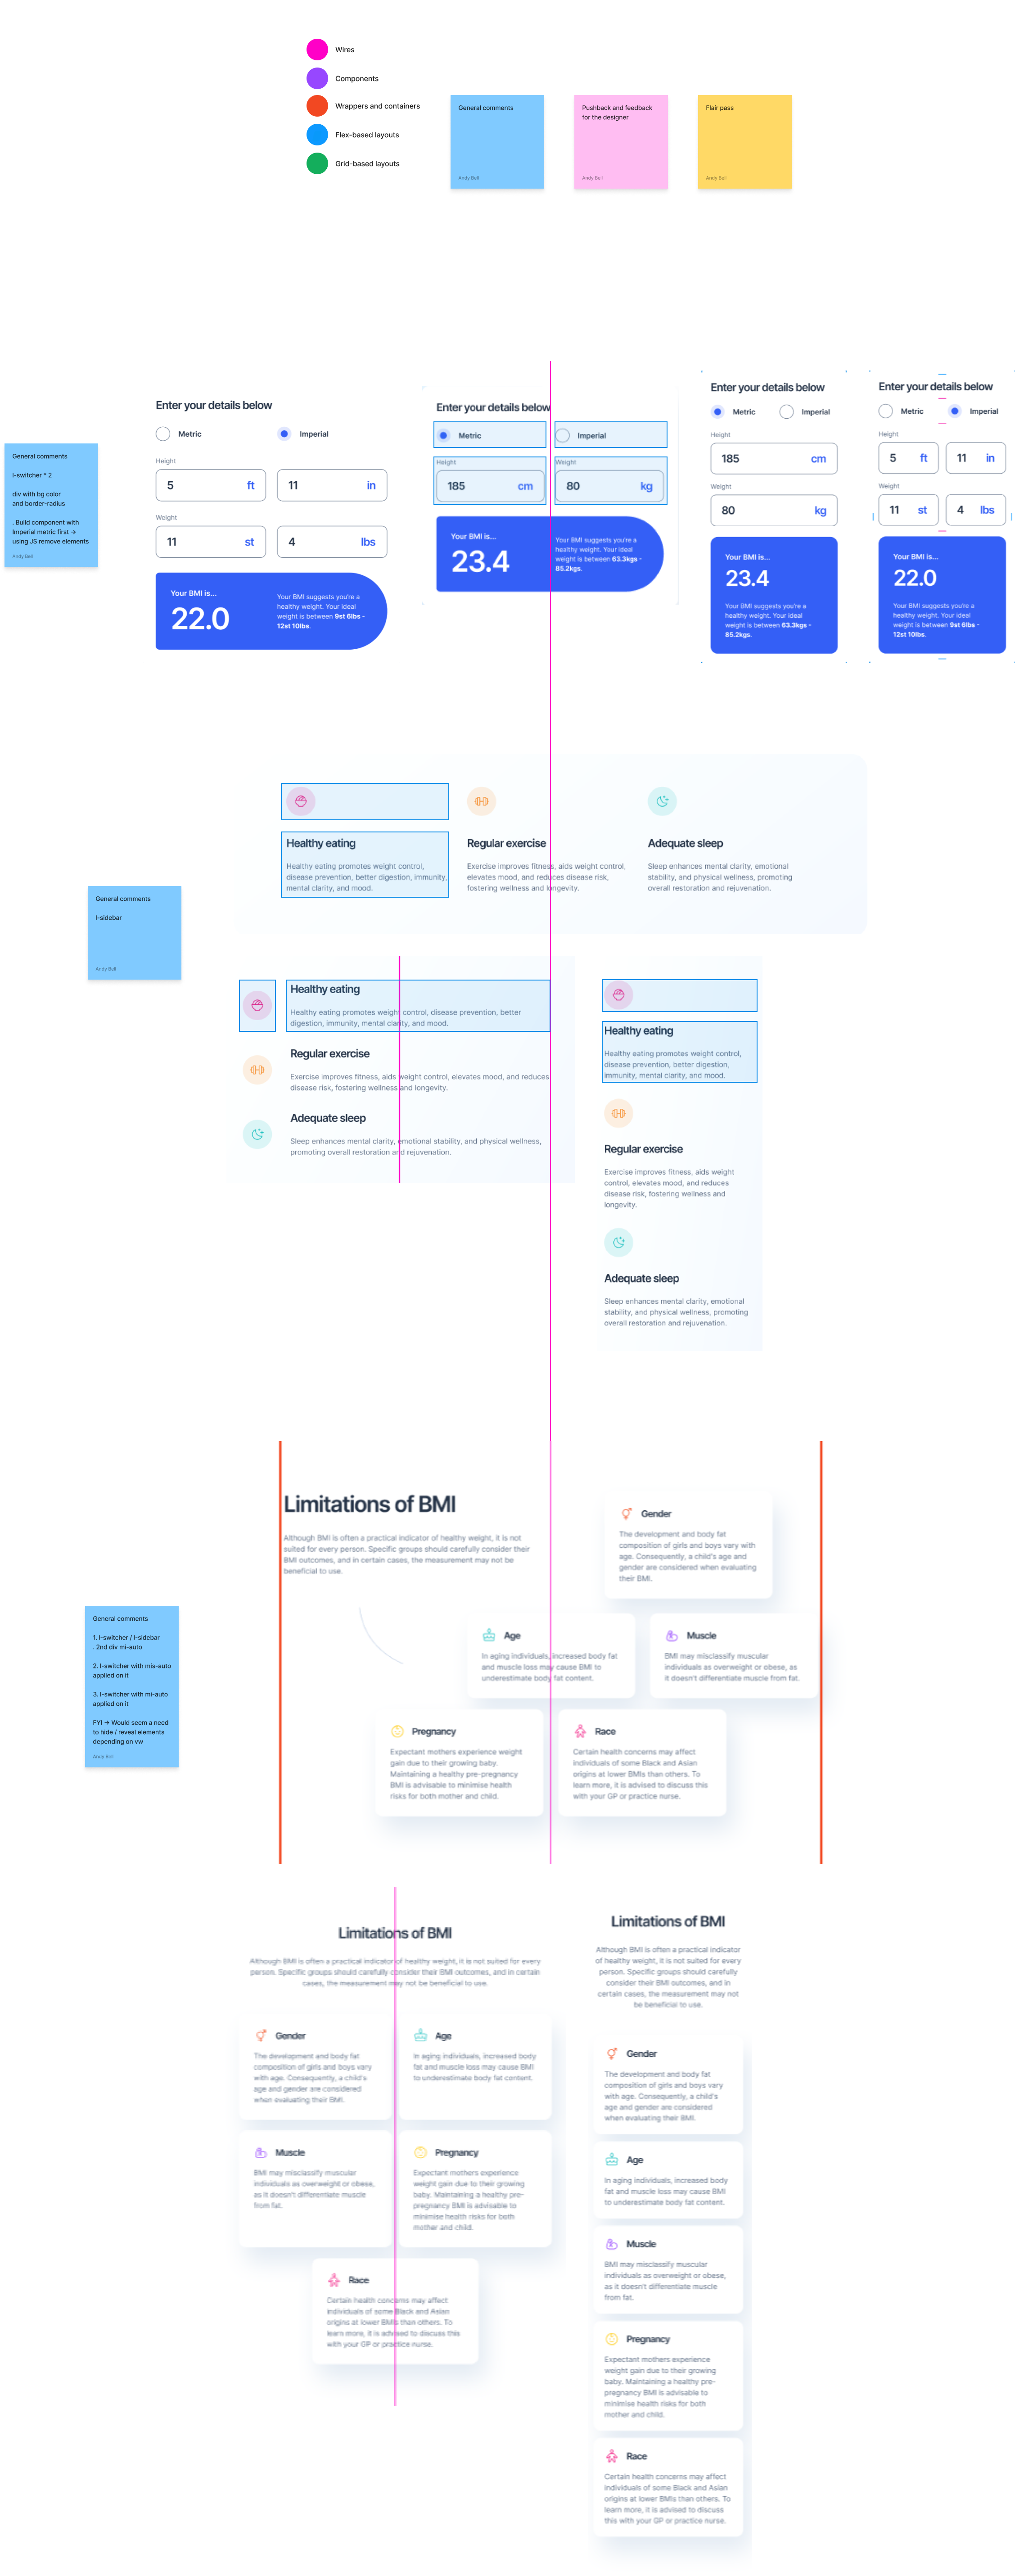 Wires
Components
Wrappers and containers
Flex-based layouts
Grid-based layouts
General comments
Andy Bell
Pushback and feedback
for the designer
Andy Bell
Flair pass
Andy Bell
General comments
l-switcher * 2
div with bg color
and border-radius
. Build component with
Imperial metric first →
using JS remove elements
Andy Bell
Enter your details below
Metric
Imperial
Height
5 ft
11 in
Weight
11 st
4 lbs
Your BMI is...
22.0
Your BMI suggests you're a
healthy weight. Your ideal
weight is between 9st 6lbs -
12st 10lbs.
Enter your details below
Metric
Imperial
Height
185 cm
Weight
80 kg
Your BMI is...
23.4
Your BMI suggests you're a
healthy weight. Your ideal
weight is between 63.3kgs -
85.2kgs.
Enter your details below
Metric
Imperial
Height
185 cm
Weight
80 kg
Your BMI is...
23.4
Your BMI suggests you're a
healthy weight. Your ideal
weight is between 63.3kgs -
85.2kgs.
Enter your details below
Metric
Imperial
Height
5 ft
11 in
Weight
11 st
4 lbs
Your BMI is...
22.0
Your BMI suggests you're a
healthy weight. Your ideal
weight is between 9st 6lbs -
12st 10lbs.
General comments
l-sidebar
Andy Bell
Healthy eating
Healthy eating promotes weight control,
disease prevention, better digestion, immunity,
mental clarity, and mood.
Regular exercise
Exercise improves fitness, aids weight control,
elevates mood, and reduces disease risk,
fostering wellness and longevity.
Adequate sleep
Sleep enhances mental clarity, emotional
stability, and physical wellness, promoting
overall restoration and rejuvenation.
Healthy eating
Healthy eating promotes weight control, disease prevention, better
digestion, immunity, mental clarity, and mood.
Regular exercise
Exercise improves fitness, aids weight control, elevates mood, and reduces
disease risk, fostering wellness and longevity.
Adequate sleep
Sleep enhances mental clarity, emotional stability, and physical wellness,
promoting overall restoration and rejuvenation.
Healthy eating
Healthy eating promotes weight control,
disease prevention, better digestion,
immunity, mental clarity, and mood.
Regular exercise
Exercise improves fitness, aids weight
control, elevates mood, and reduces
disease risk, fostering wellness and
longevity.
Adequate sleep
Sleep enhances mental clarity, emotional
stability, and physical wellness, promoting
overall restoration and rejuvenation.
General comments
1. l-switcher / l-sidebar
. 2nd div mi-auto
2. l-switcher with mis-auto
applied on it
3. l-switcher with mi-auto
applied on it
FYI → Would seem a need
to hide / reveal elements
depending on vw
Andy Bell
Limitations of BMI
Although BMI is often a practical indicator of healthy weight, it is not
suited for every person. Specific groups should carefully consider their
BMI outcomes, and in certain cases, the measurement may not be
beneficial to use.
Gender
The development and body fat
composition of girls and boys vary with
age. Consequently, a child's age and
gender are considered when evaluating
their BMI.
Age
In aging individuals, increased body fat
and muscle loss may cause BMI to
underestimate body fat content.
Muscle
BMI may misclassify muscular
individuals as overweight or obese, as
it doesn't differentiate muscle from fat.
Pregnancy
Expectant mothers experience weight
gain due to their growing baby.
Maintaining a healthy pre-pregnancy
BMI is advisable to minimise health
risks for both mother and child.
Race
Certain health concerns may affect
individuals of some Black and Asian
origins at lower BMIs than others. To
learn more, it is advised to discuss this
with your GP or practice nurse.
Limitations of BMI
Although BMI is often a practical indicator of healthy weight, it is not suited for every
person. Specific groups should carefully consider their BMI outcomes, and in certain
cases, the measurement may not be beneficial to use.
Gender
The development and body fat
composition of girls and boys vary
with age. Consequently, a child's
age and gender are considered
when evaluating their BMI.
Age
In aging individuals, increased body
fat and muscle loss may cause BMI
to underestimate body fat content.
Muscle
BMI may misclassify muscular
individuals as overweight or obese,
as it doesn't differentiate muscle
from fat.
Pregnancy
Expectant mothers experience
weight gain due to their growing
baby. Maintaining a healthy pre-
pregnancy BMI is advisable to
minimise health risks for both
mother and child.
Race
Certain health concerns may affect
individuals of some Black and Asian
origins at lower BMIs than others. To
learn more, it is advised to discuss this
with your GP or practice nurse.
Limitations of BMI
Although BMI is often a practical indicator
of healthy weight, it is not suited for every
person. Specific groups should carefully
consider their BMI outcomes, and in
certain cases, the measurement may not
be beneficial to use.
Gender
The development and body fat
composition of girls and boys vary
with age. Consequently, a child's
age and gender are considered
when evaluating their BMI.
Age
In aging individuals, increased body
fat and muscle loss may cause BMI
to underestimate body fat content.
Muscle
BMI may misclassify muscular
individuals as overweight or obese,
as it doesn't differentiate muscle
from fat.
Pregnancy
Expectant mothers experience
weight gain due to their growing
baby. Maintaining a healthy pre-
pregnancy BMI is advisable to
minimise health risks for both
mother and child.
Race
Certain health concerns may affect
individuals of some Black and Asian
origins at lower BMIs than others. To
learn more, it is advised to discuss
this with your GP or practice nurse.